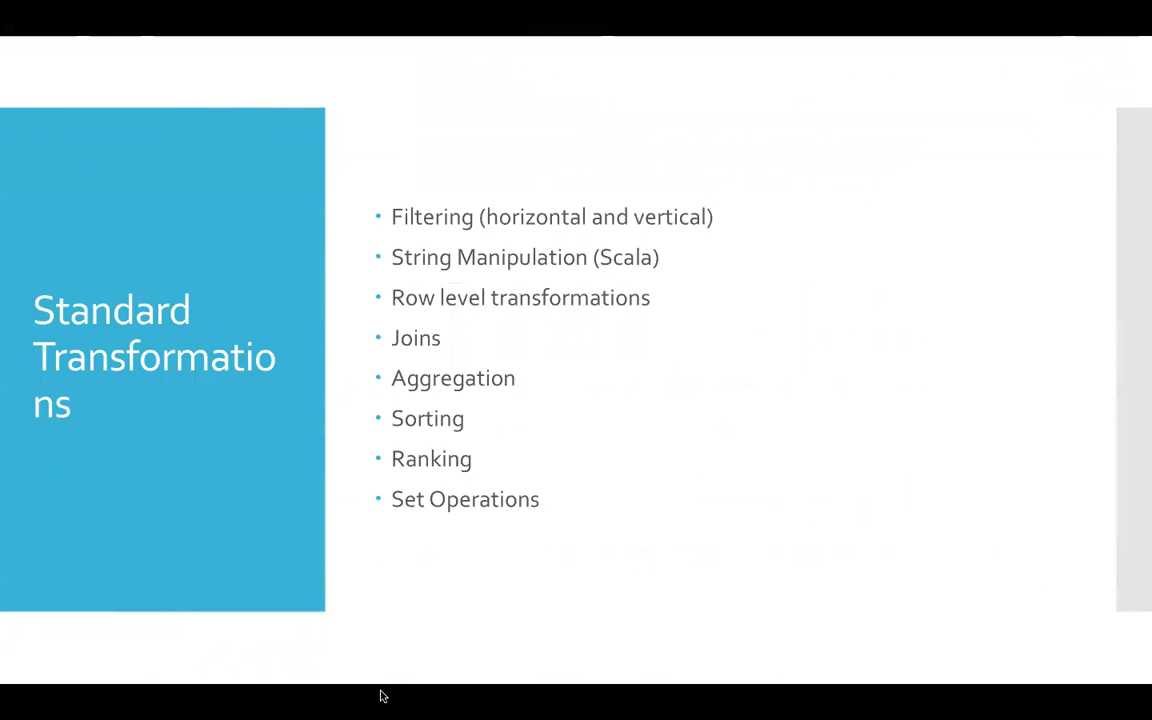 Standard
Transformatio
ns
• Filtering (horizontal and vertical)
• String Manipulation (Scala)
• Row level transformations
• Joins
• Aggregation
• Sorting
• Ranking
• Set Operations